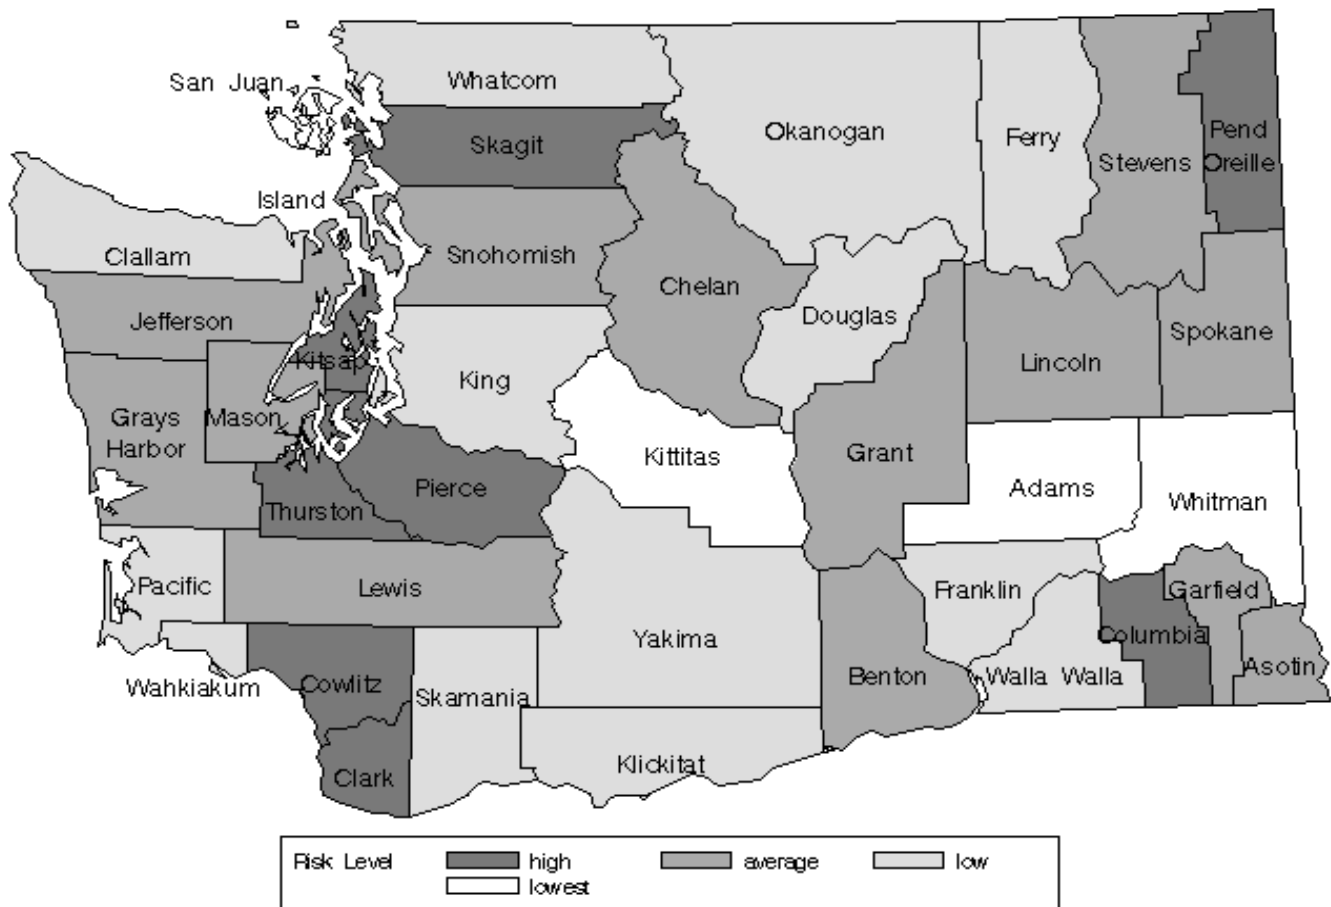 Whatcom
San Juan
Skagit
Okanogan
Ferry
Stevens
Pend
Oreille
Island
Clallam
Snohomish
Chelan
Jefferson
Douglas
Spokane
Kitsap
King
Lincoln
Grays
Harbor
Mason
Kittitas
Grant
Adams
Whitman
Pierce
Thurston
Pacific
Lewis
Franklin
Garfield
Yakima
Columbia
Wahkiakum
Cowlitz
Skamania
Benton
Walla Walla
Asotin
Clark
Klickitat
Risk Level high average low
lowest